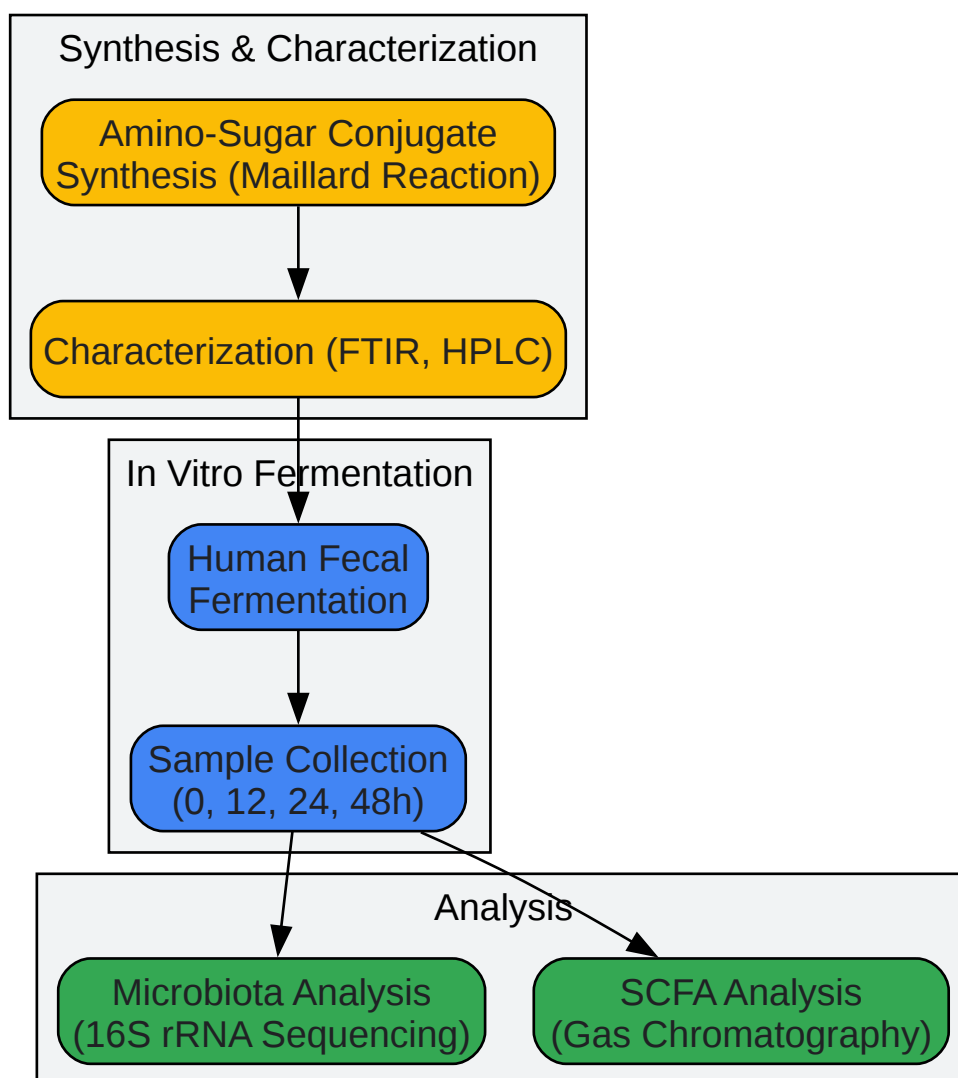 Synthesis & Characterization
Amino-Sugar Conjugate
Synthesis (Maillard Reaction)
Characterization (FTIR, HPLC)
In Vitro Fermentation
Human Fecal
Fermentation
Sample Collection
(0, 12, 24, 48h)
Analysis
Microbiota Analysis
(16S rRNA Sequencing)
SCFA Analysis
(Gas Chromatography)